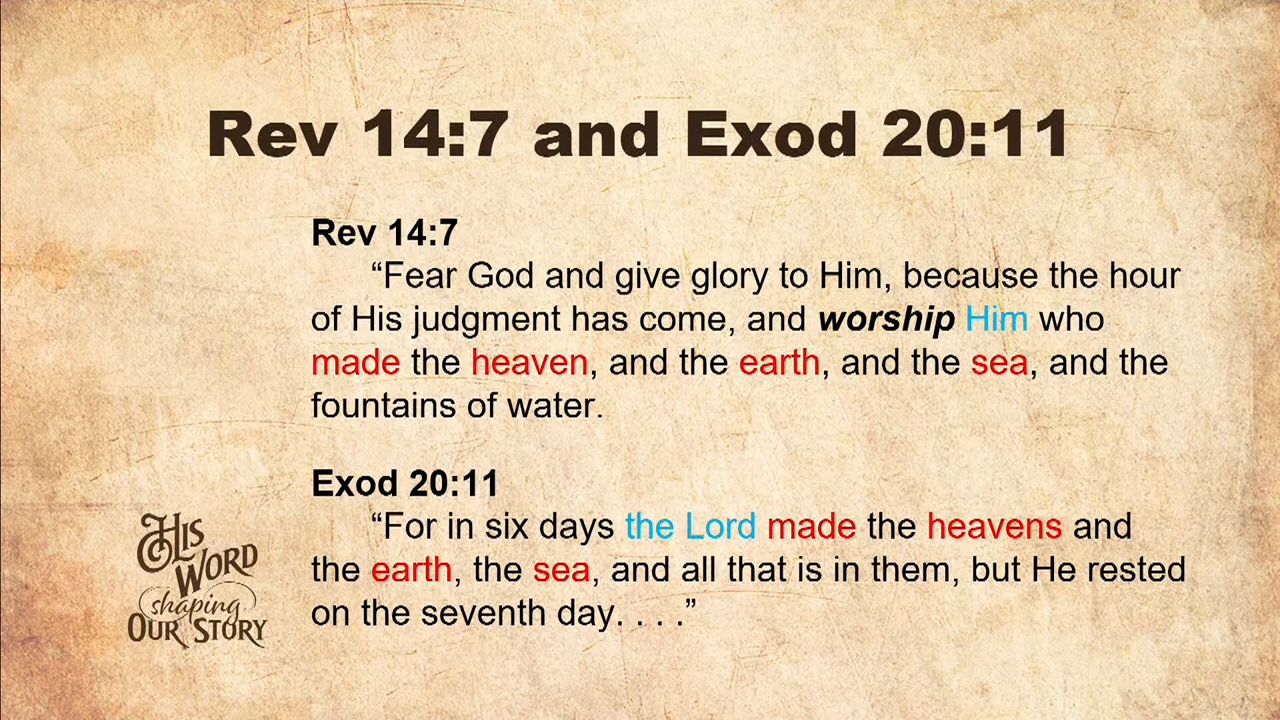 Rev 14:7 and Exod 20:11
Rev 14:7
“Fear God and give glory to Him, because the hour
of His judgment has come, and worship Him who
made the heaven, and the earth, and the sea, and the
fountains of water.
Exod 20:11
“For in six days the Lord made the heavens and
the earth, the sea, and all that is in them, but He rested
on the seventh day. . . .”
HIS
WORD
shaping
OUR STORY